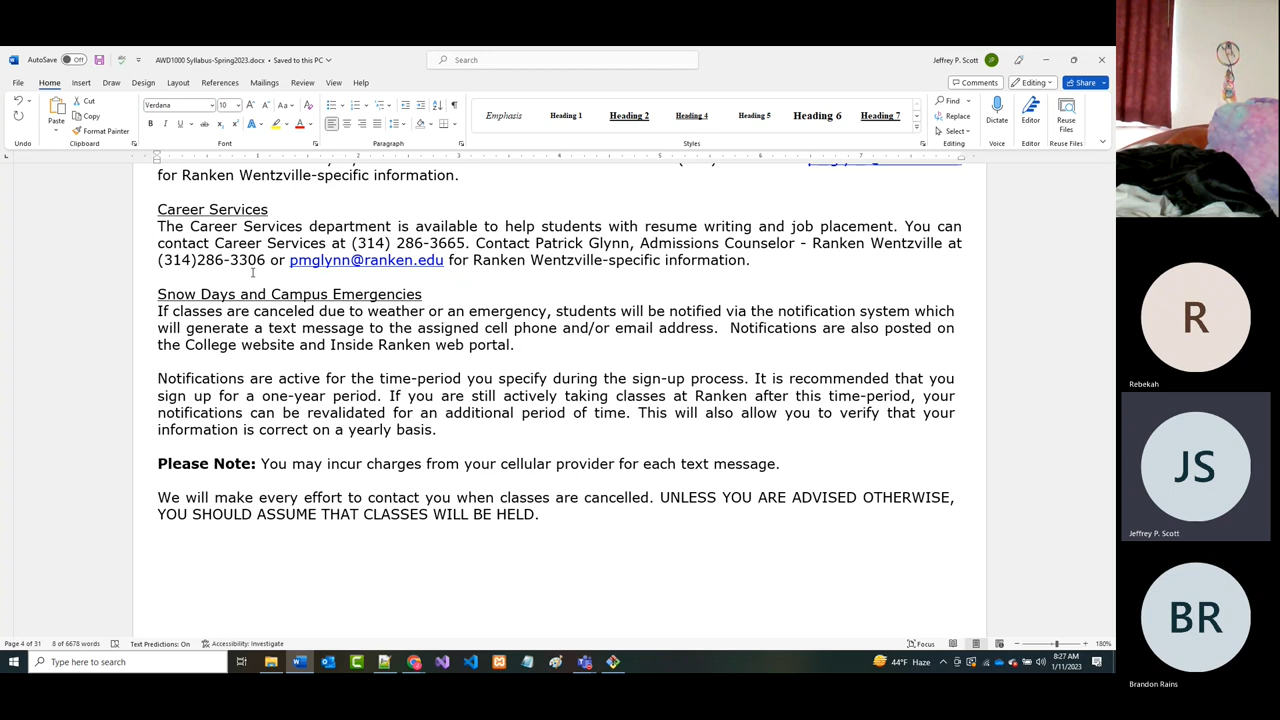 AutoSave Off AWD1000 Syllabus-Spring2023.docx • Saved to this PC Search Jeffrey P. Scott JP
File Home Insert Draw Design Layout References Mailings Review View Help Comments Editing Share
Cut
Copy
Format Painter
Paste
Verdana 10
Emphasis Heading 1 Heading 2 Heading 4 Heading 5 Heading 6 Heading 7
Find
Replace
Select
Dictate Editor Reuse Files
Undo Clipboard Font Paragraph Styles Editing Voice Editor Reuse Files
for Ranken Wentzville-specific information.
Career Services
The Career Services department is available to help students with resume writing and job placement. You can
contact Career Services at (314) 286-3665. Contact Patrick Glynn, Admissions Counselor - Ranken Wentzville at
(314)286-3306 or pmglynn@ranken.edu for Ranken Wentzville-specific information.
Snow Days and Campus Emergencies
If classes are canceled due to weather or an emergency, students will be notified via the notification system which
will generate a text message to the assigned cell phone and/or email address. Notifications are also posted on
the College website and Inside Ranken web portal.
Notifications are active for the time-period you specify during the sign-up process. It is recommended that you
sign up for a one-year period. If you are still actively taking classes at Ranken after this time-period, your
notifications can be revalidated for an additional period of time. This will also allow you to verify that your
information is correct on a yearly basis.
Please Note: You may incur charges from your cellular provider for each text message.
We will make every effort to contact you when classes are cancelled. UNLESS YOU ARE ADVISED OTHERWISE,
YOU SHOULD ASSUME THAT CLASSES WILL BE HELD.
Page 4 of 31 8 of 6678 words Text Predictions: On Accessibility: Investigate Focus 180%
Type here to search 44°F Haze 8:27 AM
1/11/2023
R
Rebekah
JS
Jeffrey P. Scott
BR
Brandon Rains